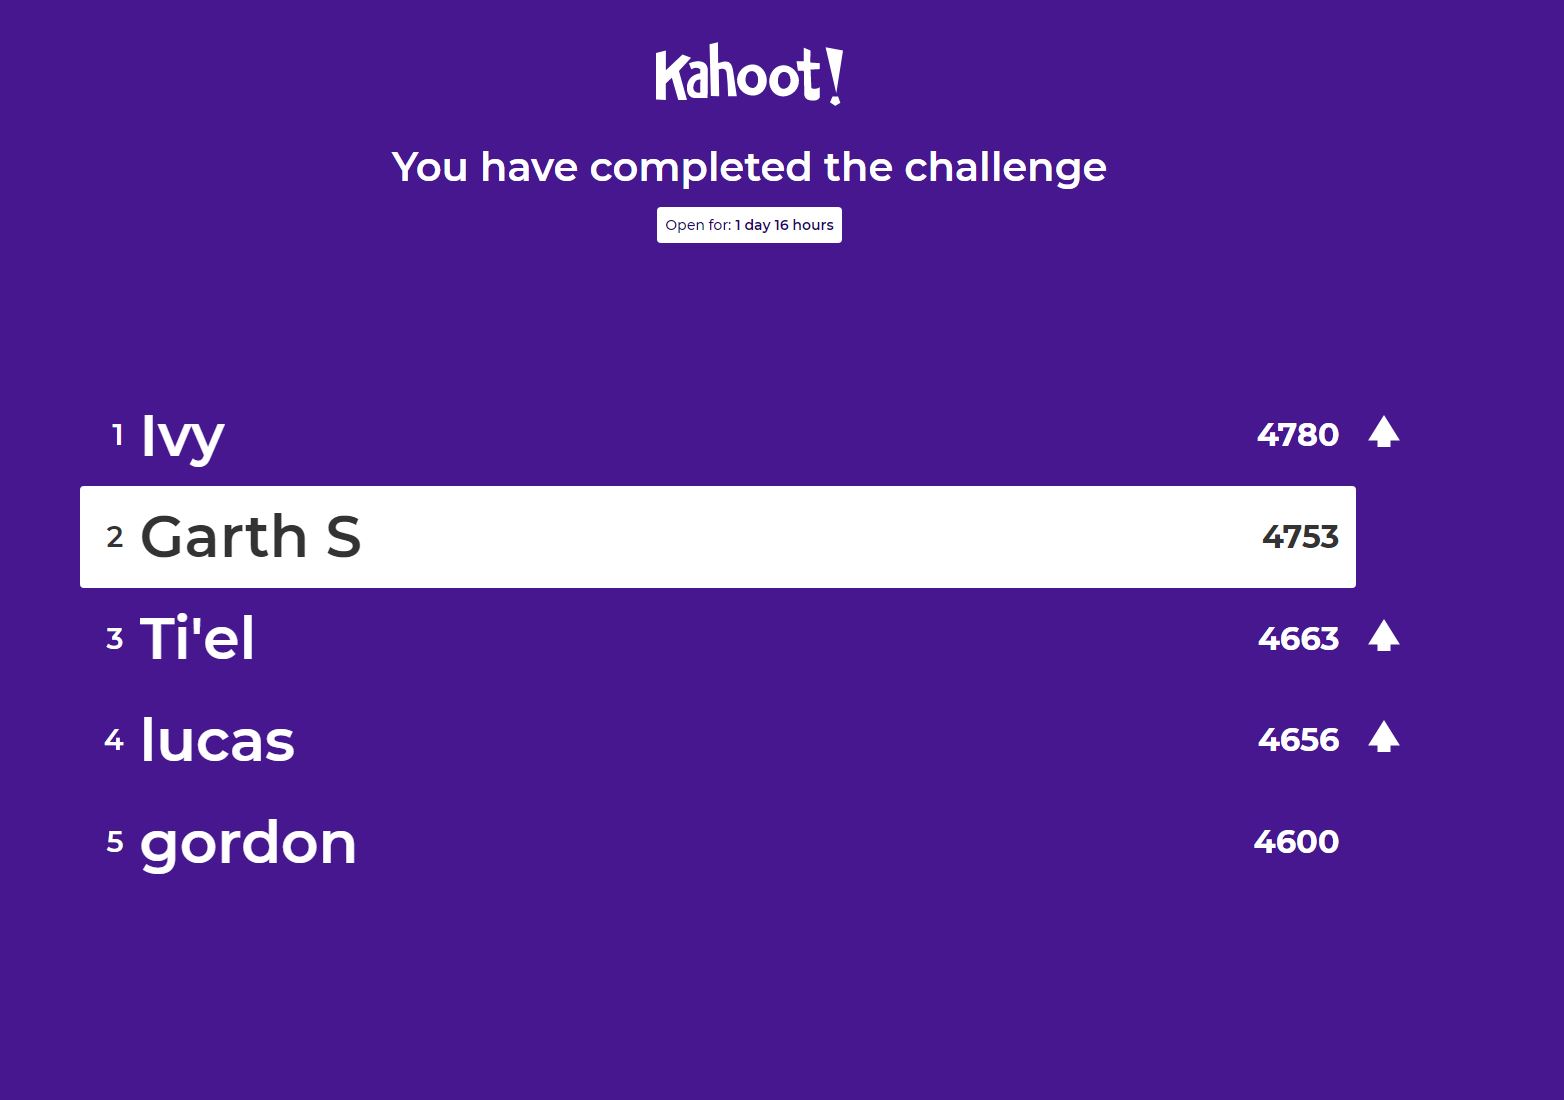 Kahoot!
You have completed the challenge
Open for: 1 day 16 hours
1 Ivy 4780
2 Garth S 4753
3 Ti'el 4663
4 lucas 4656
5 gordon 4600